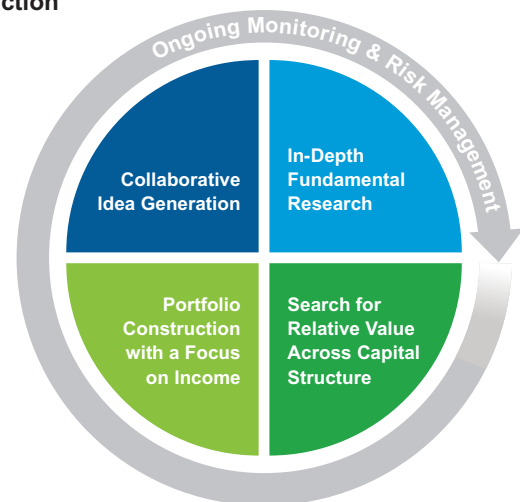 ction
Ongoing Monitoring & Risk Management
Collaborative
Idea Generation
In-Depth
Fundamental
Research
Portfolio
Construction
with a Focus
on Income
Search for
Relative Value
Across Capital
Structure